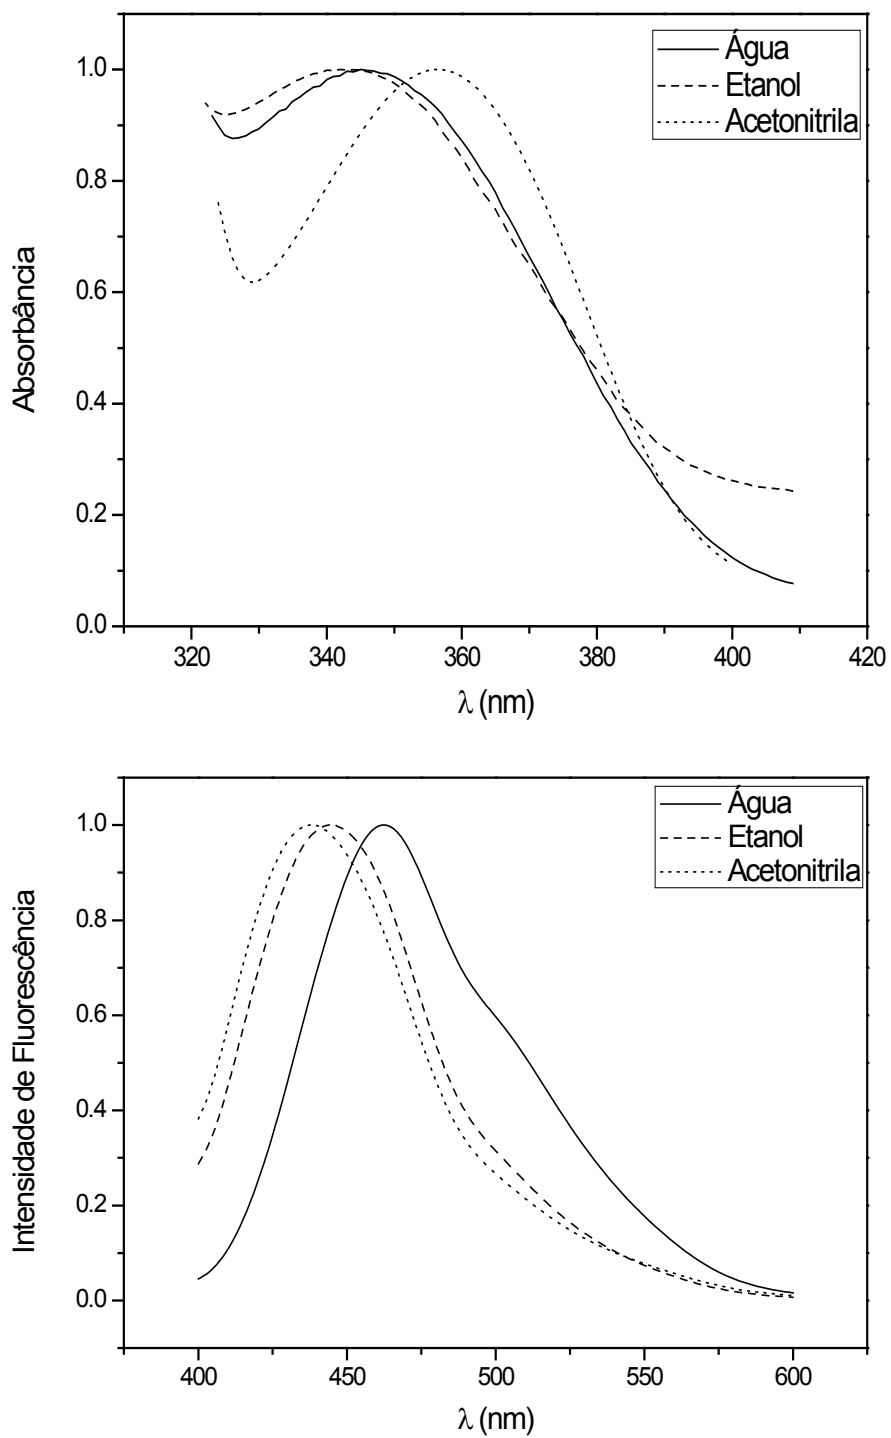 Água
Etanol
Acetonitrila
1.0
0.8
0.6
0.4
0.2
0.0
Absorbância
320 340 360 380 400 420
λ (nm)
Água
Etanol
Acetonitrila
1.0
0.8
0.6
0.4
0.2
0.0
Intensidade de Fluorescência
400 450 500 550 600
λ (nm)